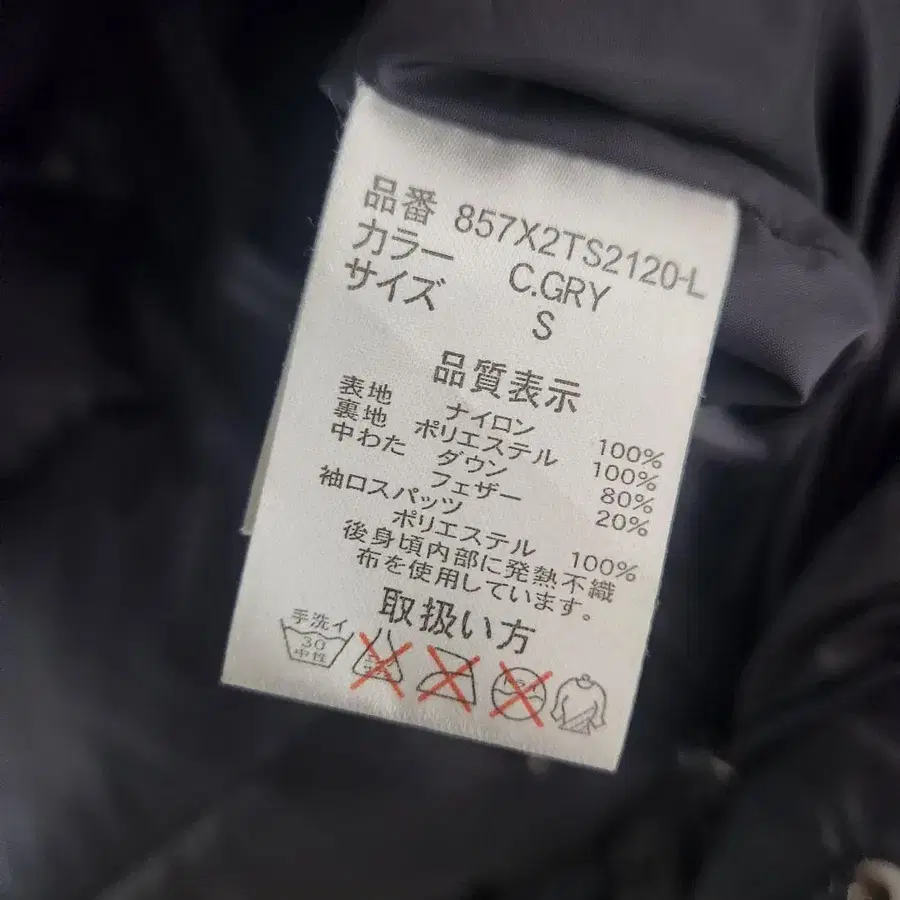 品番 857X2TS2120-L
カラー C.GRY
サイズ S
品質表示
表地 ナイロン 100%
裏地 ポリエステル 100%
中わた ダウン 80%
フェザー 20%
袖口スパッツ
ポリエステル 100%
後身頃内部に発熱不織
布を使用しています。
取扱い方
手洗イ
30
中性